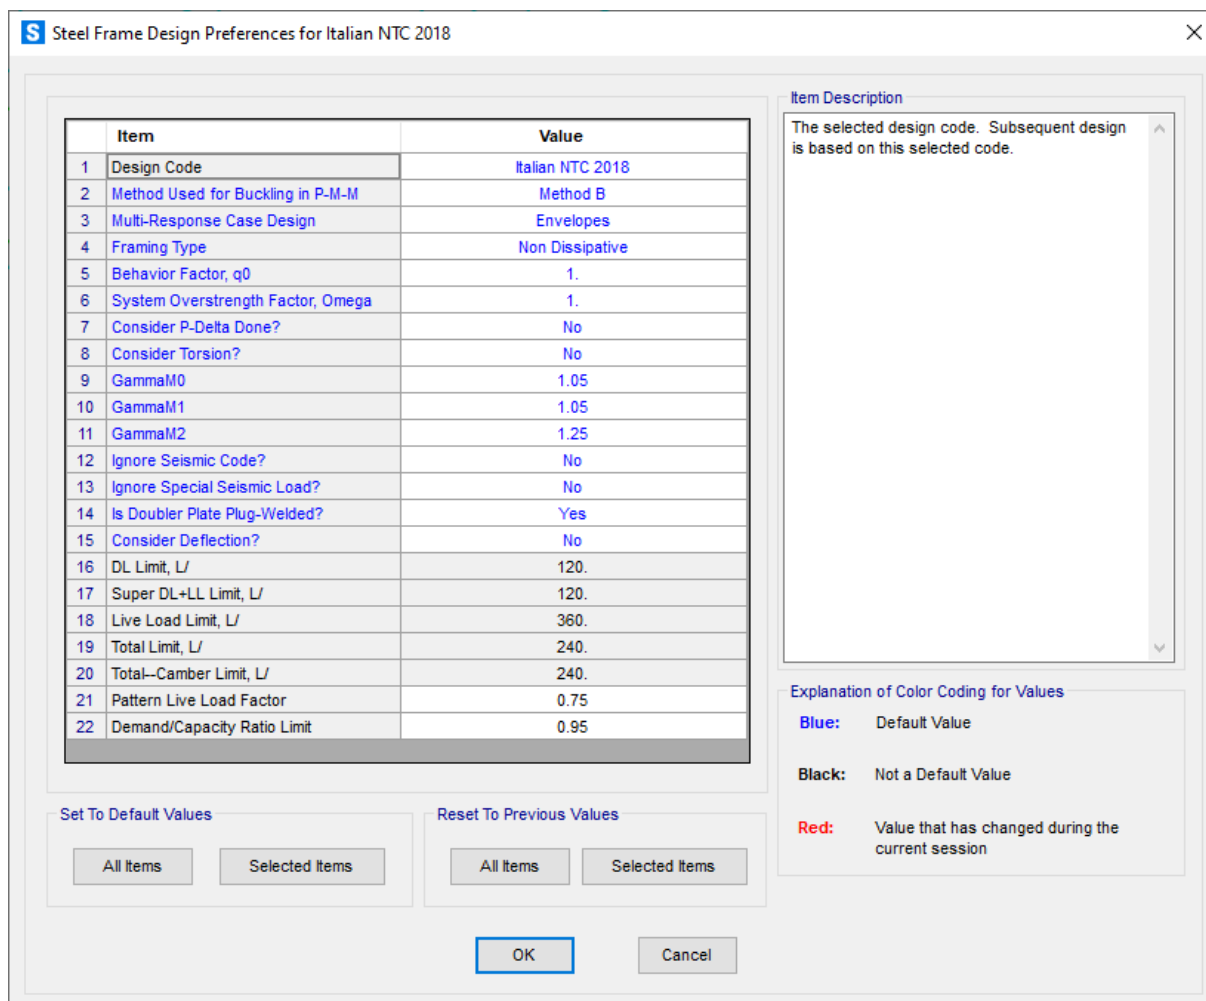 S Steel Frame Design Preferences for Italian NTC 2018
Item Value
1 Design Code Italian NTC 2018
2 Method Used for Buckling in P-M-M Method B
3 Multi-Response Case Design Envelopes
4 Framing Type Non Dissipative
5 Behavior Factor, q0 1.
6 System Overstrength Factor, Omega 1.
7 Consider P-Delta Done? No
8 Consider Torsion? No
9 GammaM0 1.05
10 GammaM1 1.05
11 GammaM2 1.25
12 Ignore Seismic Code? No
13 Ignore Special Seismic Load? No
14 Is Doubler Plate Plug-Welded? Yes
15 Consider Deflection? No
16 DL Limit, L/ 120.
17 Super DL+LL Limit, L/ 120.
18 Live Load Limit, L/ 360.
19 Total Limit, L/ 240.
20 Total--Camber Limit, L/ 240.
21 Pattern Live Load Factor 0.75
22 Demand/Capacity Ratio Limit 0.95
Set To Default Values
All Items Selected Items
Reset To Previous Values
All Items Selected Items
Item Description
The selected design code. Subsequent design
is based on this selected code.
Explanation of Color Coding for Values
Blue: Default Value
Black: Not a Default Value
Red: Value that has changed during the
current session
OK Cancel